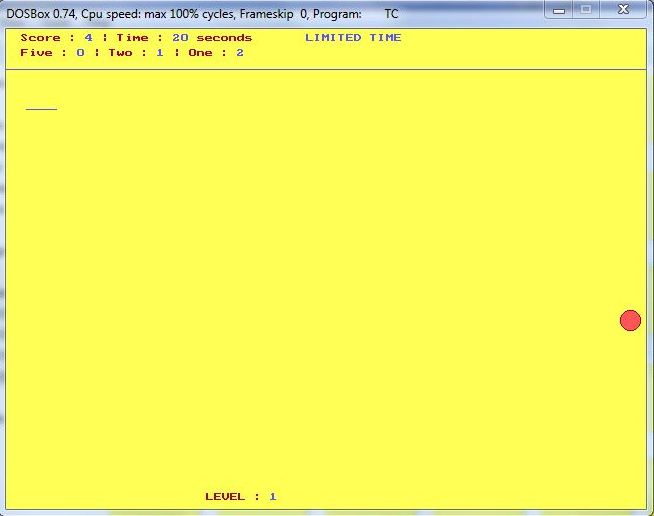 DOSBox 0.74, Cpu speed: max 100% cycles, Frameskip 0, Program: TC
Score : 4 | Time : 20 seconds LIMITED TIME
Five : 0 | Two : 1 | One : 2
LEVEL : 1